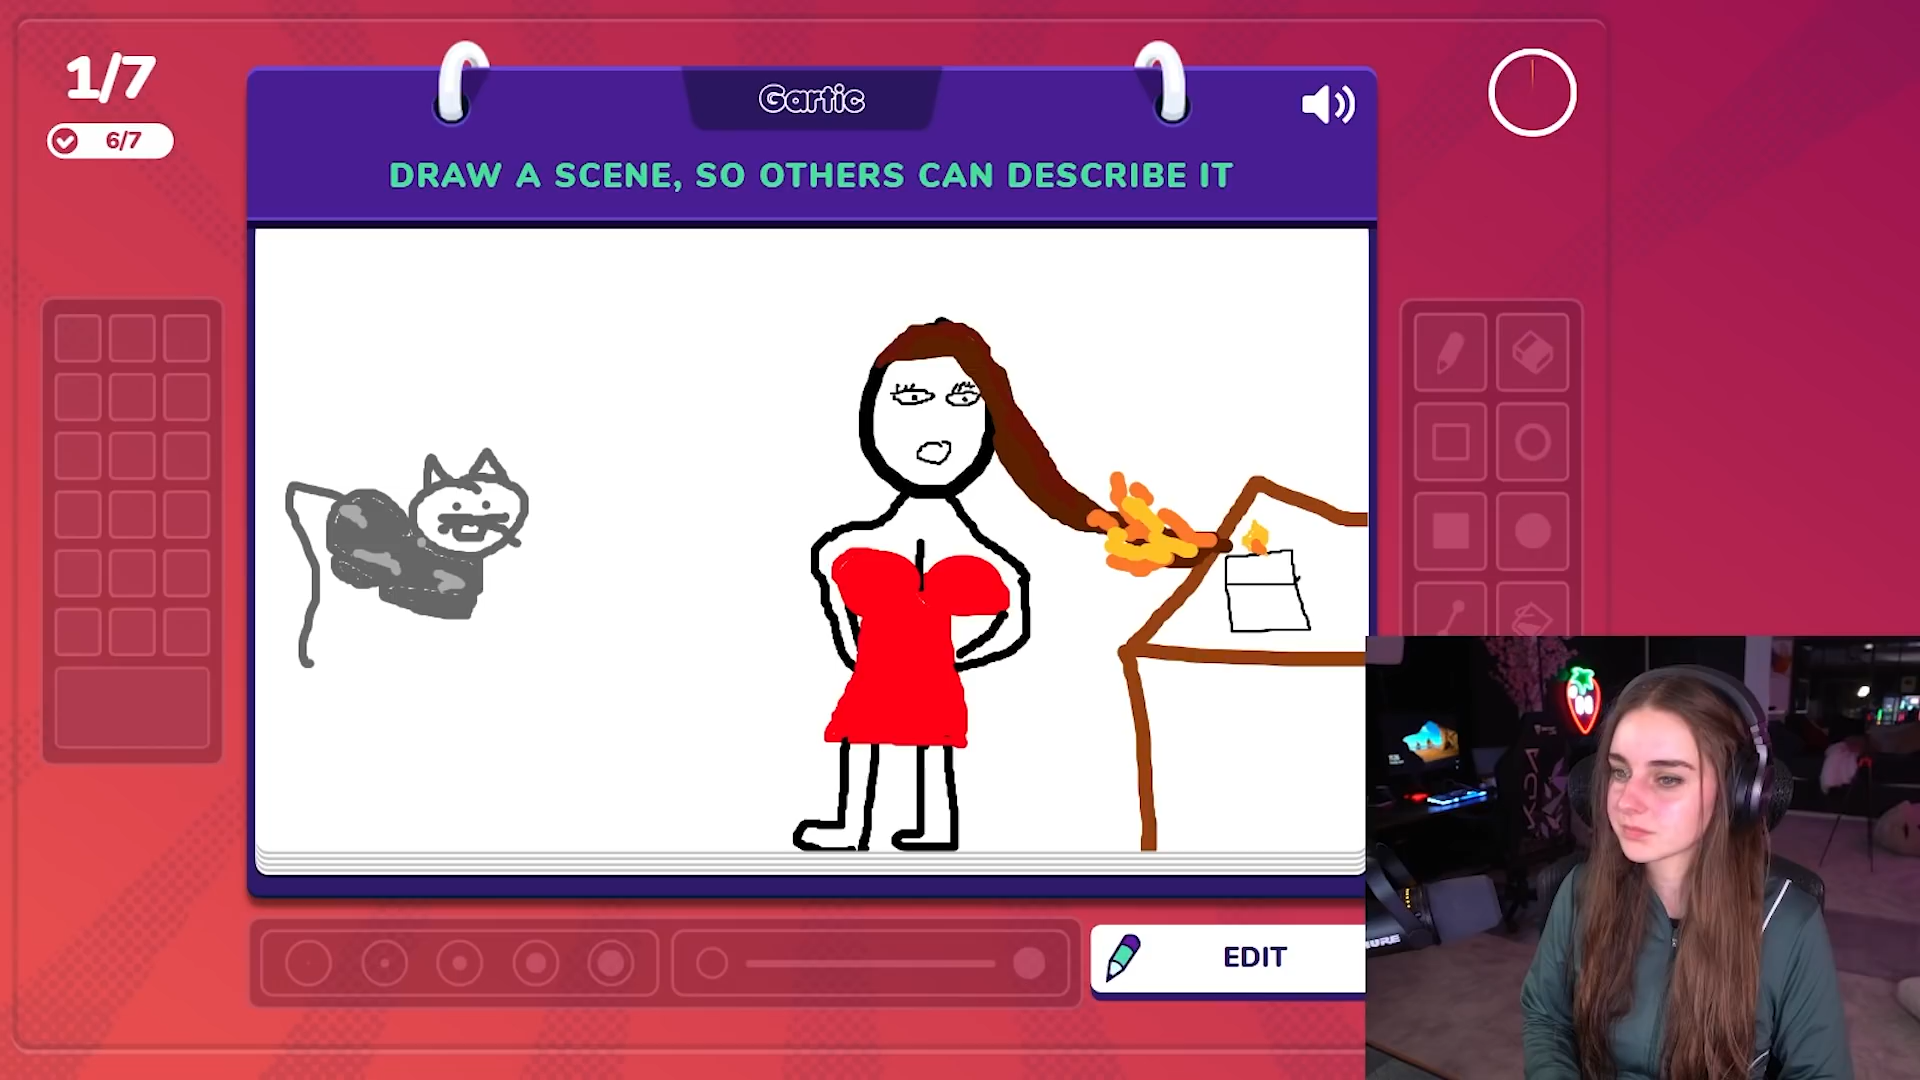 1/7
6/7
Gartic
DRAW A SCENE, SO OTHERS CAN DESCRIBE IT
EDIT